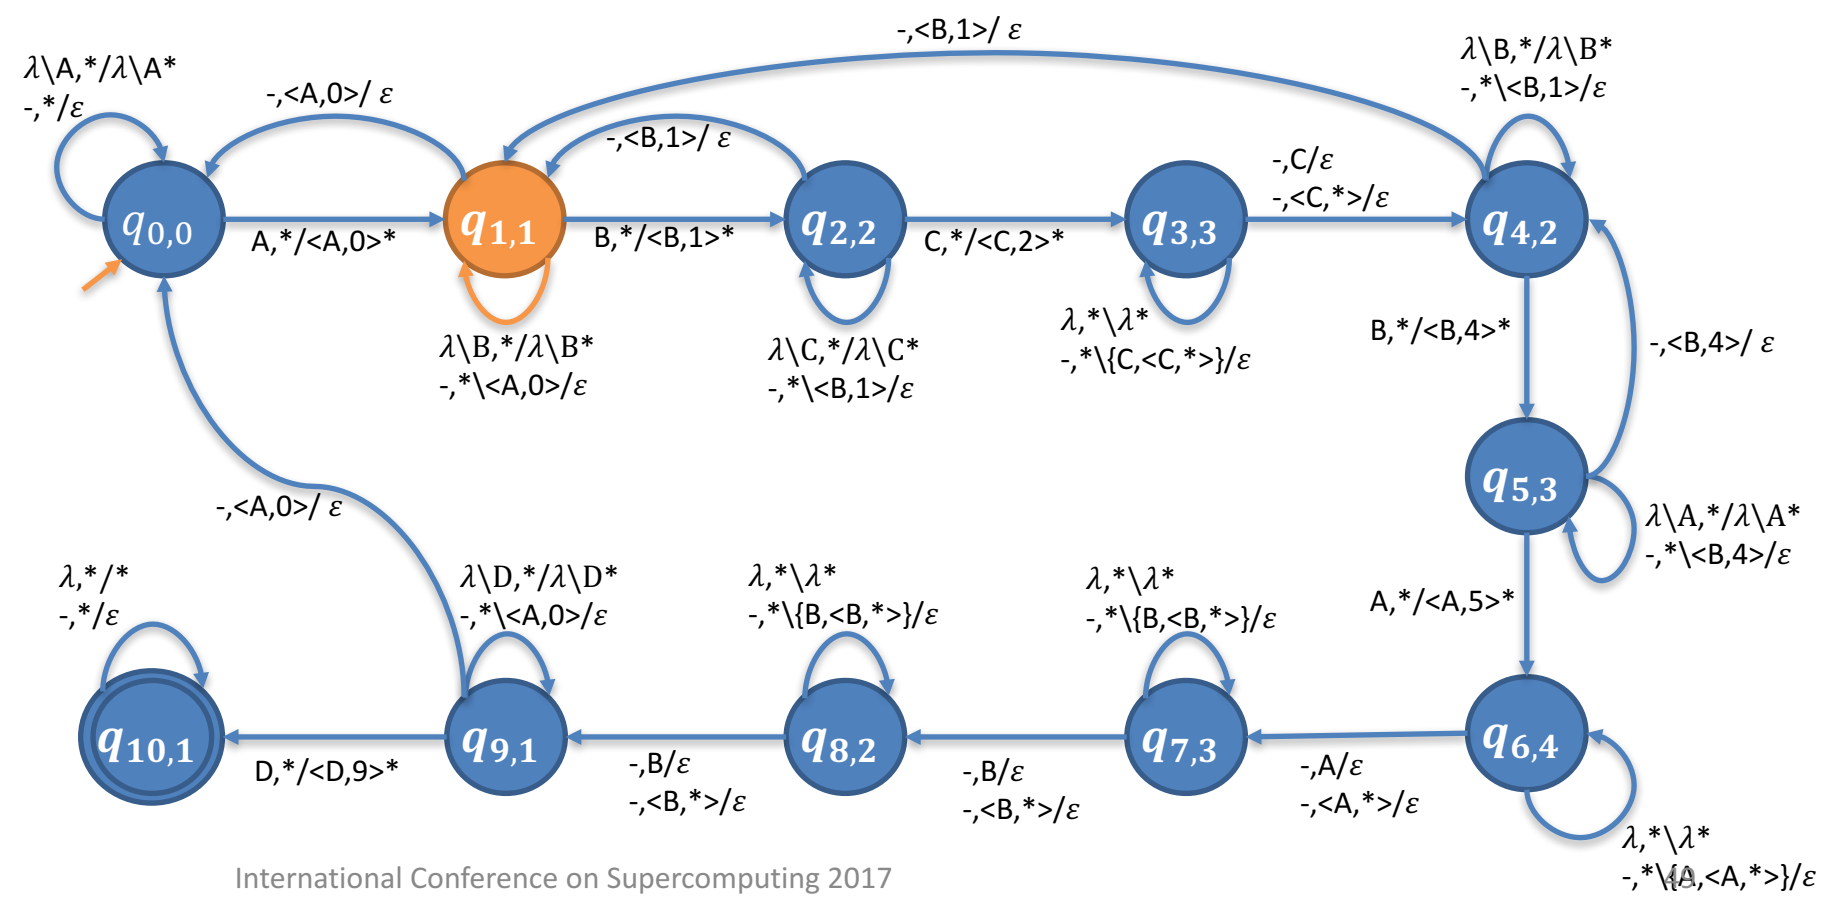 -,<B,1>/ ε
λ\A,*/λ\A*
-,*/ε
-,<A,0>/ ε
-,<B,1>/ ε
λ\B,*/λ\B*
-,*\<B,1>/ε
q0,0
A,*/<A,0>*
q1,1
B,*/<B,1>*
q2,2
C,*/<C,2>*
q3,3
-,C/ε
-,<C,*>/ε
q4,2
λ\B,*/λ\B*
-,*\<A,0>/ε
λ\C,*/λ\C*
-,*\<B,1>/ε
λ,*\λ*
-,*\{C,<C,*>}/ε
B,*/<B,4>*
-,<B,4>/ ε
q5,3
λ\A,*/λ\A*
-,*\<B,4>/ε
-,<A,0>/ ε
A,*/<A,5>*
λ,*/*
-,*/ε
λ\D,*/λ\D*
-,*\<A,0>/ε
λ,*\λ*
-,*\{B,<B,*>}/ε
λ,*\λ*
-,*\{B,<B,*>}/ε
q10,1
D,*/<D,9>*
q9,1
-,B/ε
-,<B,*>/ε
q8,2
-,B/ε
-,<B,*>/ε
q7,3
-,A/ε
-,<A,*>/ε
q6,4
λ,*\λ*
-,*\{A,<A,*>}/ε
International Conference on Supercomputing 2017
49